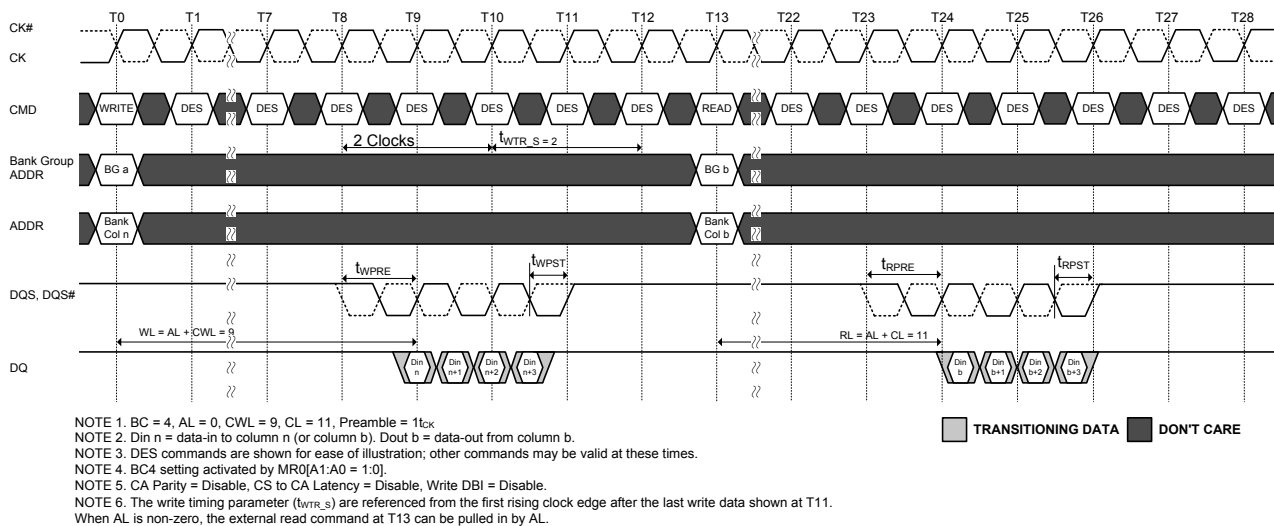 T0 T1 T7 T8 T9 T10 T11 T12 T13 T22 T23 T24 T25 T26 T27 T28
CK#
CK
CMD WRITE DES DES DES DES DES DES DES READ DES DES DES DES DES DES DES
2 Clocks tWTR_S = 2
Bank Group
ADDR
BG a BG b
ADDR
Bank
Col n
Bank
Col b
tWPRE tWPST tRPRE tRPST
DQS, DQS#
WL = AL + CWL = 9 RL = AL + CL = 11
DQ
Din
n
Din
n+1
Din
n+2
Din
n+3
Din
b
Din
b+1
Din
b+2
Din
b+3
NOTE 1. BC = 4, AL = 0, CWL = 9, CL = 11, Preamble = 1tCK
NOTE 2. Din n = data-in to column n (or column b). Dout b = data-out from column b.
NOTE 3. DES commands are shown for ease of illustration; other commands may be valid at these times.
NOTE 4. BC4 setting activated by MR0[A1:A0 = 1:0].
NOTE 5. CA Parity = Disable, CS to CA Latency = Disable, Write DBI = Disable.
NOTE 6. The write timing parameter (tWTR_S) are referenced from the first rising clock edge after the last write data shown at T11.
When AL is non-zero, the external read command at T13 can be pulled in by AL.
TRANSITIONING DATA DON'T CARE